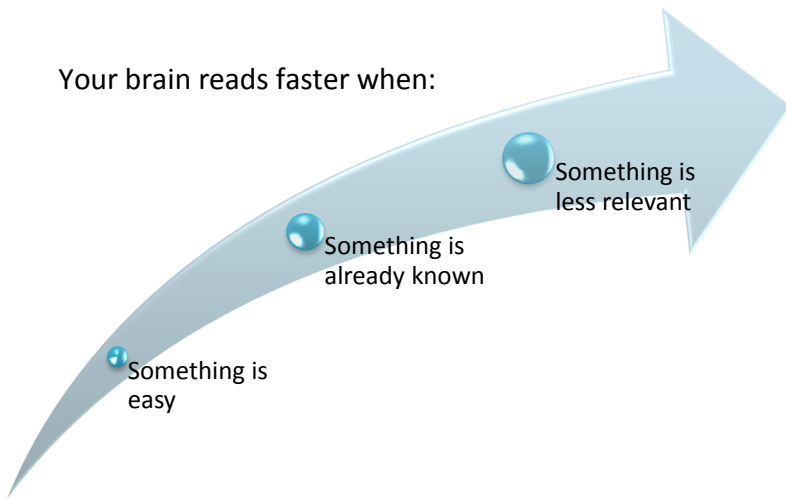 Your brain reads faster when:
Something is
less relevant
Something is
already known
Something is
easy